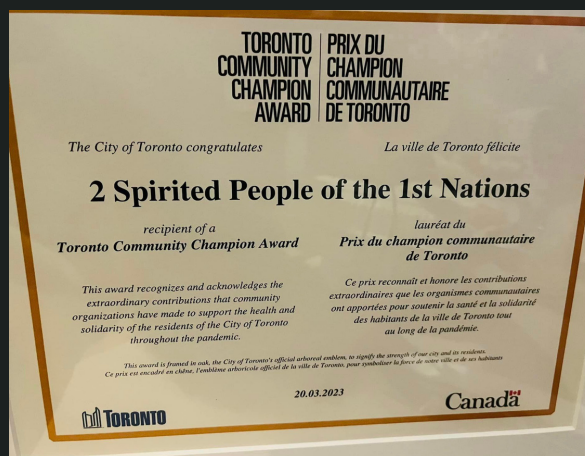 TORONTO
COMMUNITY
CHAMPION
AWARD
PRIX DU
CHAMPION
COMMUNAUTAIRE
DE TORONTO
The City of Toronto congratulates
La ville de Toronto félicite
2 Spirited People of the 1st Nations
recipient of a
Toronto Community Champion Award
lauréat du
Prix du champion communautaire
de Toronto
This award recognizes and acknowledges the
extraordinary contributions that community
organizations have made to support the health and
solidarity of the residents of the City of Toronto
throughout the pandemic.
Ce prix reconnaît et honore les contributions
extraordinaires que les organismes communautaires
ont apportées pour soutenir la santé et la solidarité
des habitants de la ville de Toronto tout
au long de la pandémie.
This award is framed in oak, the City of Toronto's official arboreal emblem, to signify the strength of our city and its residents.
Ce prix est encadré en chêne, l'emblème arboricole officiel de la ville de Toronto, pour symboliser la force de notre ville et de ses habitants
20.03.2023
TORONTO
Canada